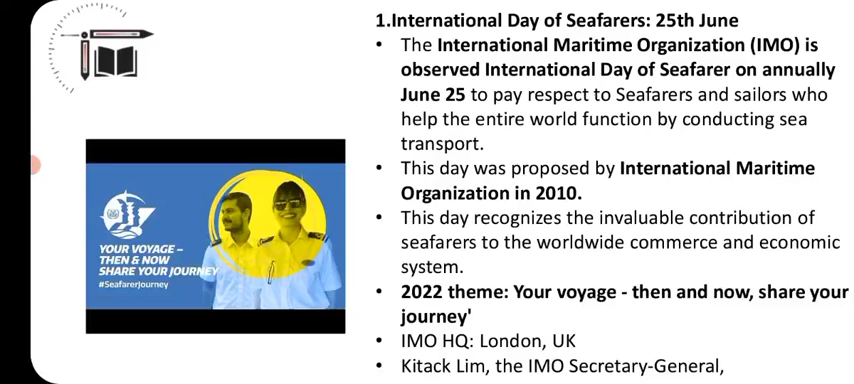 1.International Day of Seafarers: 25th June
• The International Maritime Organization (IMO) is
observed International Day of Seafarer on annually
June 25 to pay respect to Seafarers and sailors who
help the entire world function by conducting sea
transport.
• This day was proposed by International Maritime
Organization in 2010.
• This day recognizes the invaluable contribution of
seafarers to the worldwide commerce and economic
system.
• 2022 theme: Your voyage - then and now, share your
journey'
• IMO HQ: London, UK
• Kitack Lim, the IMO Secretary-General,
YOUR VOYAGE –
THEN & NOW
SHARE YOUR JOURNEY
#SeafarerJourney